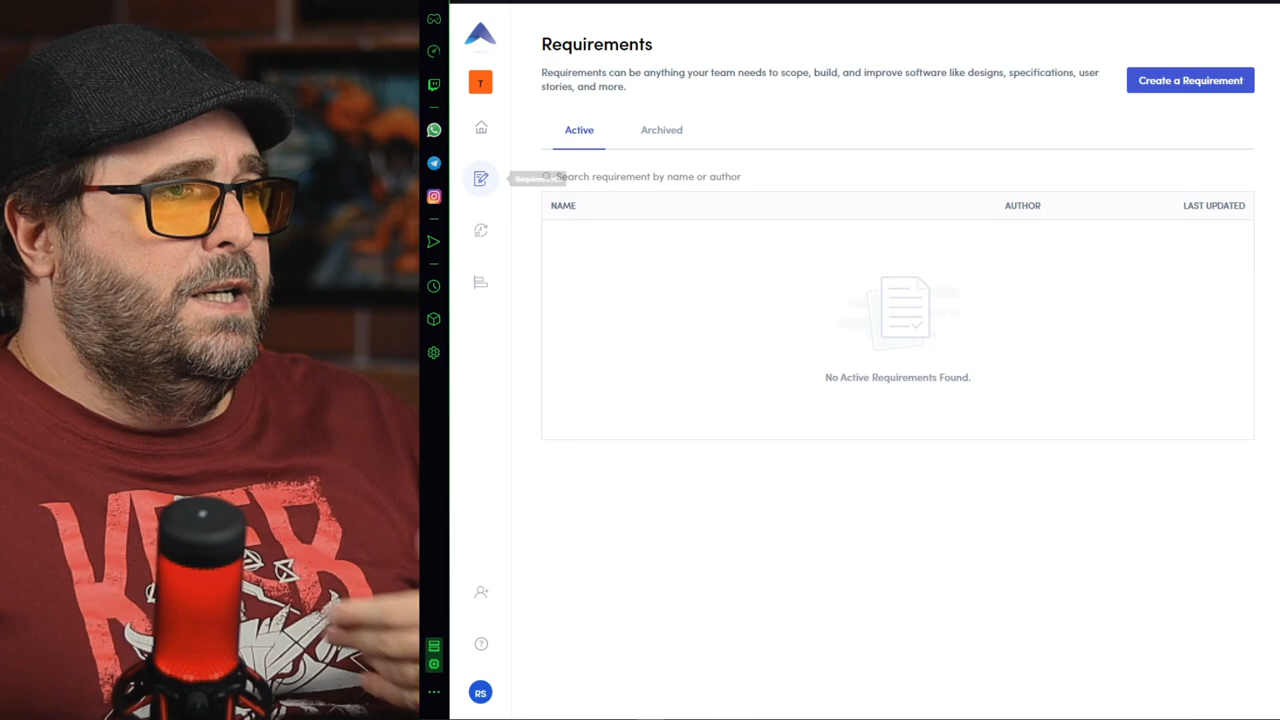 T
Requirements
Requirements can be anything your team needs to scope, build, and improve software like designs, specifications, user
stories, and more.
Create a Requirement
Active
Archived
Search requirement by name or author
NAME
AUTHOR
LAST UPDATED
No Active Requirements Found.
RS